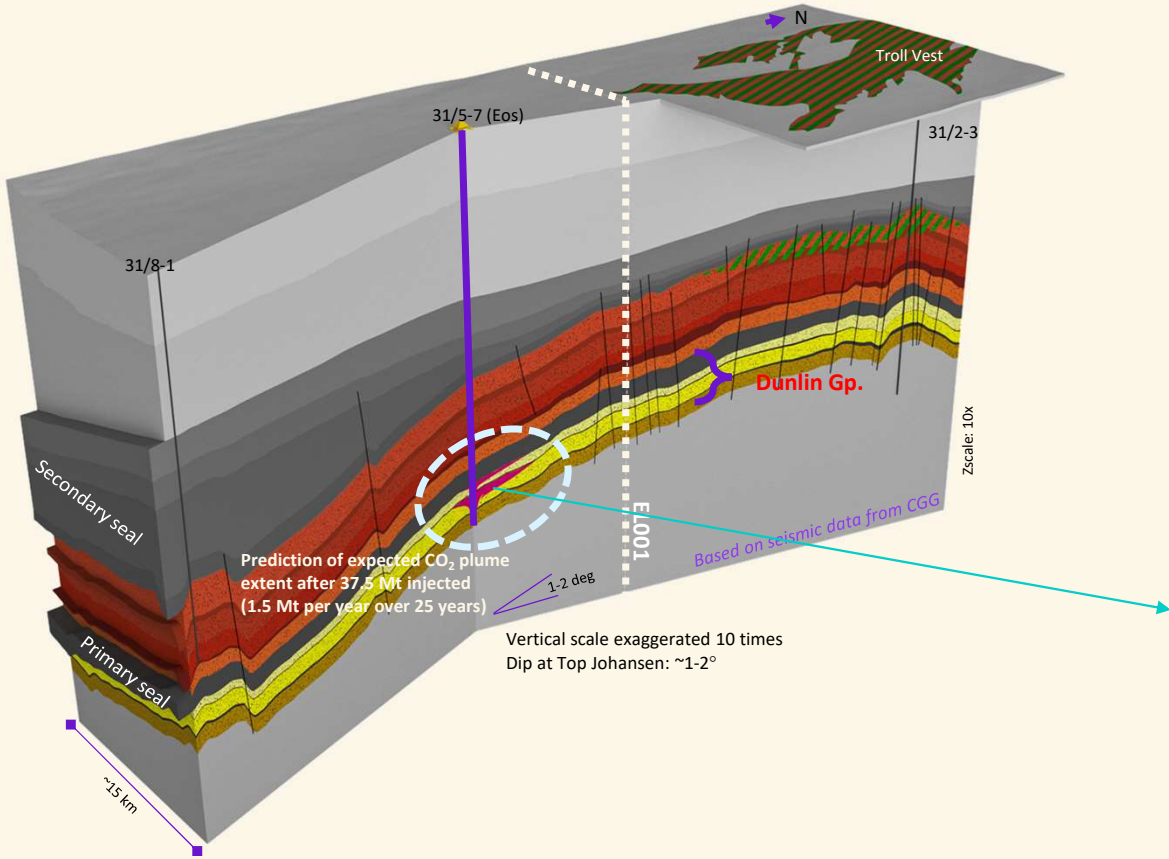 N
Troll Vest
31/5-7 (Eos)
31/2-3
31/8-1
Dunlin Gp.
Zscale: 10x
Secondary seal
EL001
Based on seismic data from CGG
Prediction of expected CO₂ plume
extent after 37.5 Mt injected
(1.5 Mt per year over 25 years)
1-2 deg
Primary seal
Vertical scale exaggerated 10 times
Dip at Top Johansen: ~1-2°
~15 km